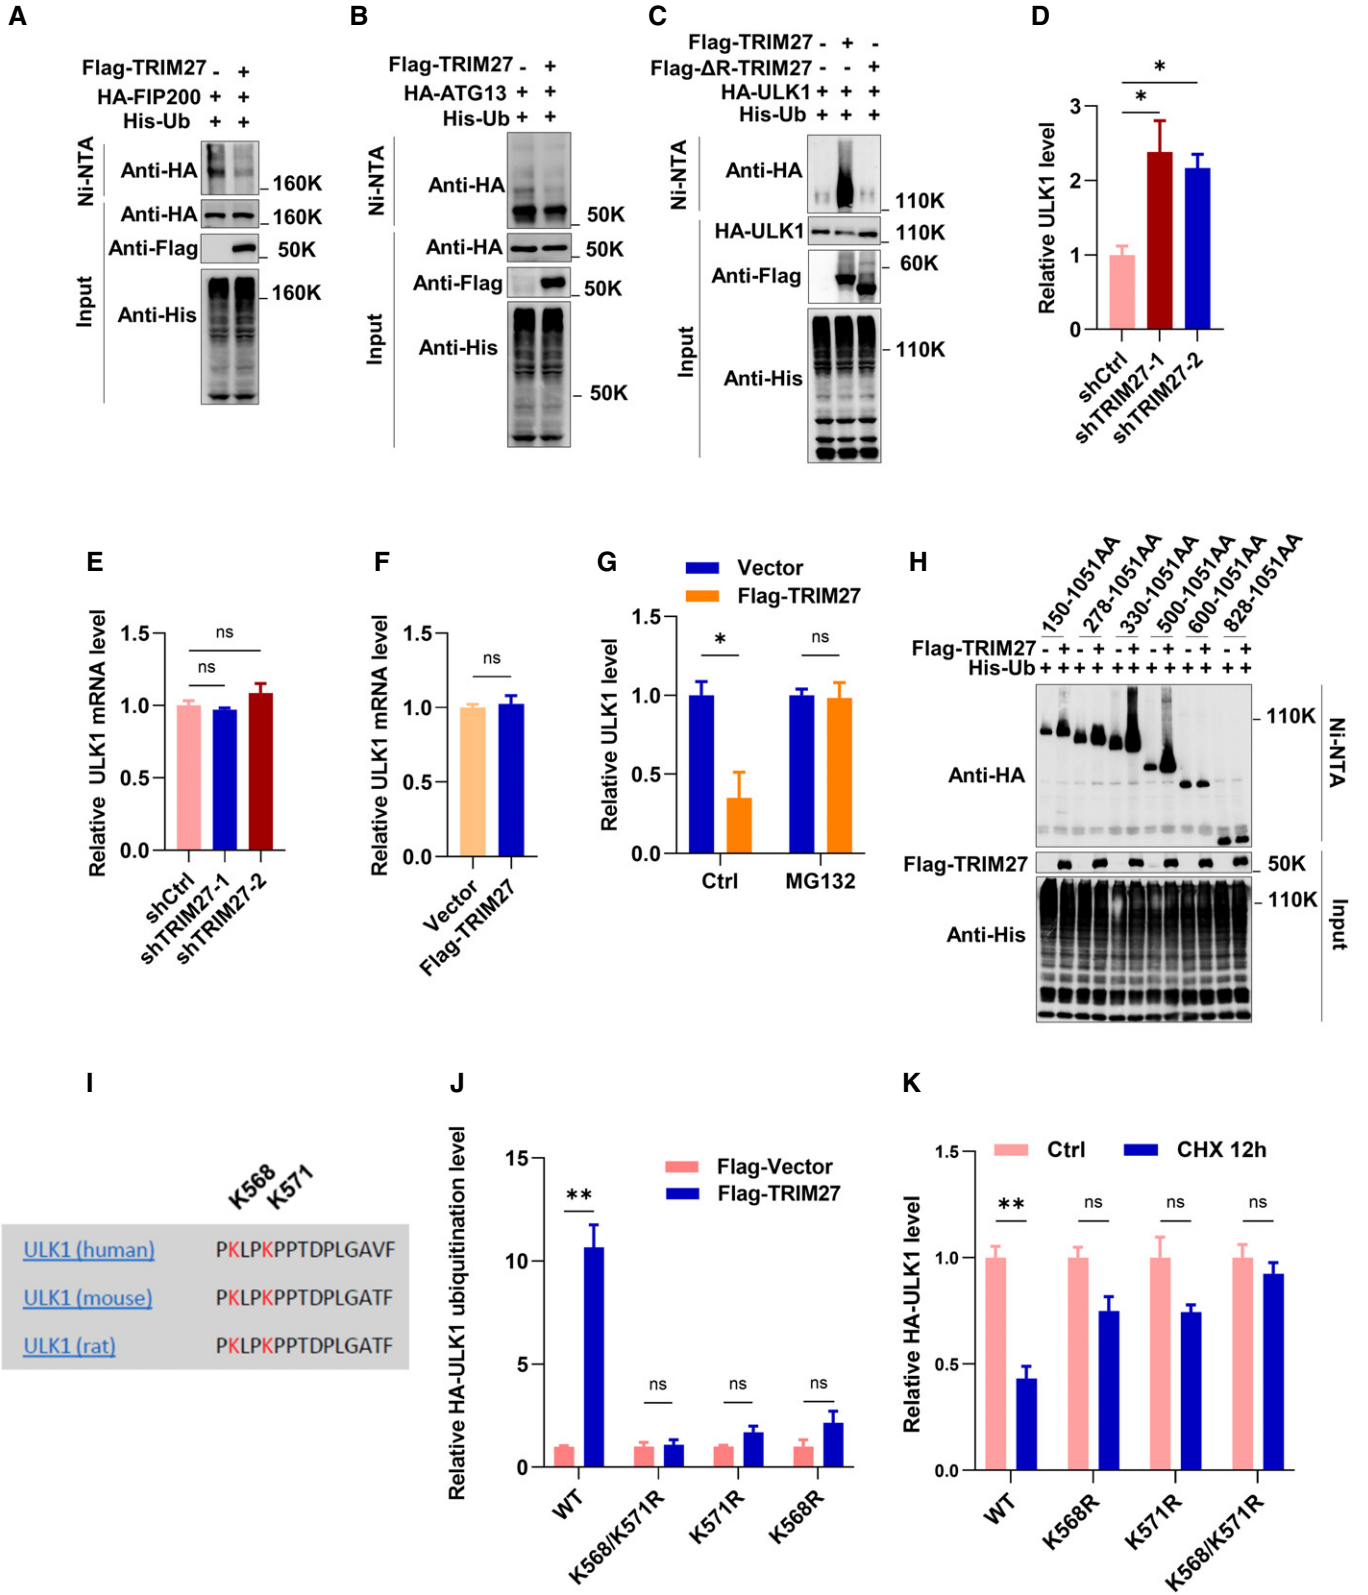 A
Flag-TRIM27 - +
HA-FIP200 + +
His-Ub + +
Ni-NTA
Anti-HA
160K
Anti-HA
160K
Anti-Flag
50K
Input
Anti-His
160K
B
Flag-TRIM27 - +
HA-ATG13 + +
His-Ub + +
Ni-NTA
Anti-HA
50K
Anti-HA
50K
Anti-Flag
50K
Input
Anti-His
50K
C
Flag-TRIM27 - + -
Flag-ΔR-TRIM27 - - +
HA-ULK1 + + +
His-Ub + + +
Ni-NTA
Anti-HA
110K
HA-ULK1
110K
60K
Anti-Flag
Input
110K
Anti-His
D
Relative ULK1 level
3
2
1
0
*
*
shCtrl
shTRIM27-1
shTRIM27-2
E
Relative ULK1 mRNA level
1.5
1.0
0.5
0.0
ns
ns
shCtrl
shTRIM27-1
shTRIM27-2
F
Relative ULK1 mRNA level
1.5
1.0
0.5
0.0
ns
Vector
Flag-TRIM27
G
Vector
Flag-TRIM27
Relative ULK1 level
1.5
1.0
0.5
0.0
*
ns
Ctrl
MG132
H
150-1051AA
278-1051AA
330-1051AA
500-1051AA
600-1051AA
828-1051AA
Flag-TRIM27 - + - + - + - + - + - +
His-Ub + + + + + + + + + + + +
110K
Anti-HA
Ni-NTA
Flag-TRIM27
50K
110K
Anti-His
Input
I
K568
K571
ULK1 (human) PKLPKPPTDPLGAVF
ULK1 (mouse) PKLPKPPTDPLGATF
ULK1 (rat) PKLPKPPTDPLGATF
J
Flag-Vector
Flag-TRIM27
Relative HA-ULK1 ubiquitination level
15
10
5
0
**
ns
ns
ns
WT
K568/K571R
K571R
K568R
K
Ctrl
CHX 12h
Relative HA-ULK1 level
1.5
1.0
0.5
0.0
**
ns
ns
ns
WT
K568R
K571R
K568/K571R